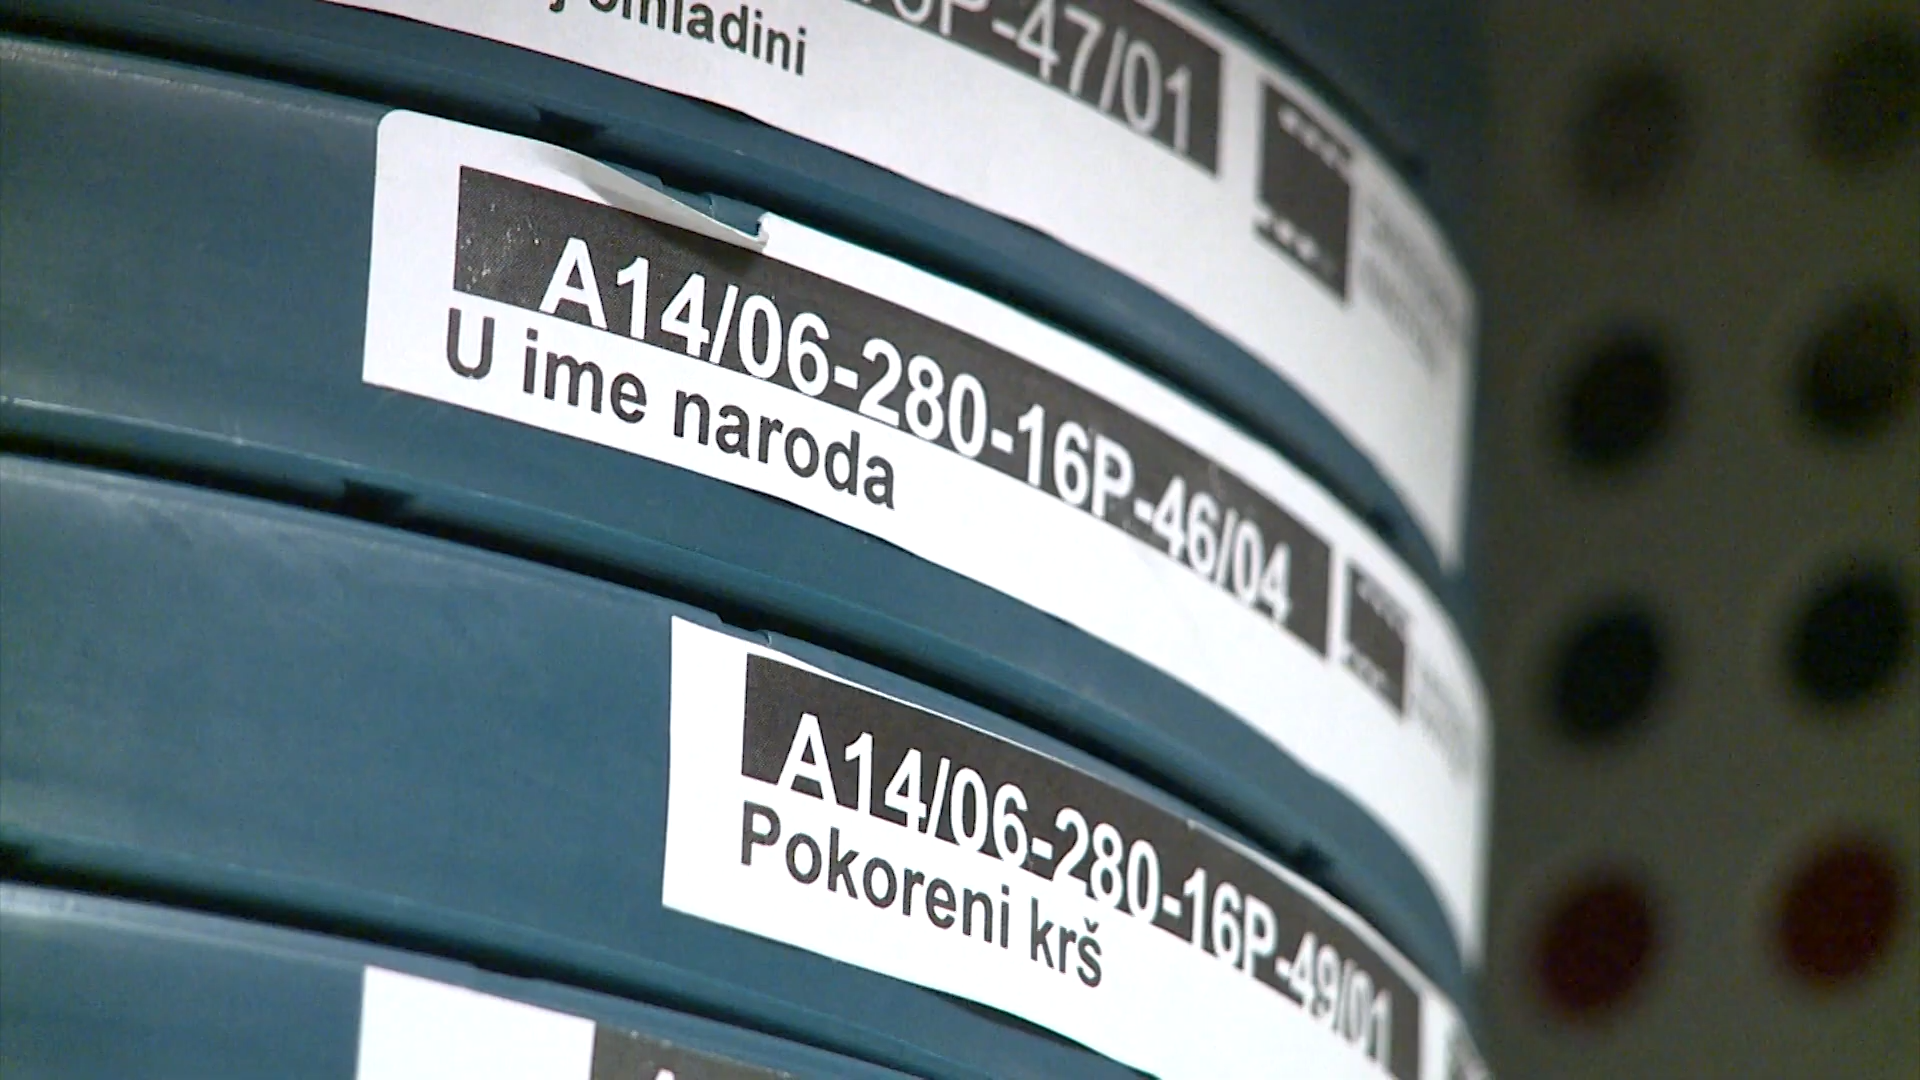 P-47/01
omladini
A14/06-280-16P-46/04
U ime naroda
A14/06-280-16P-49/01
Pokoreni krš